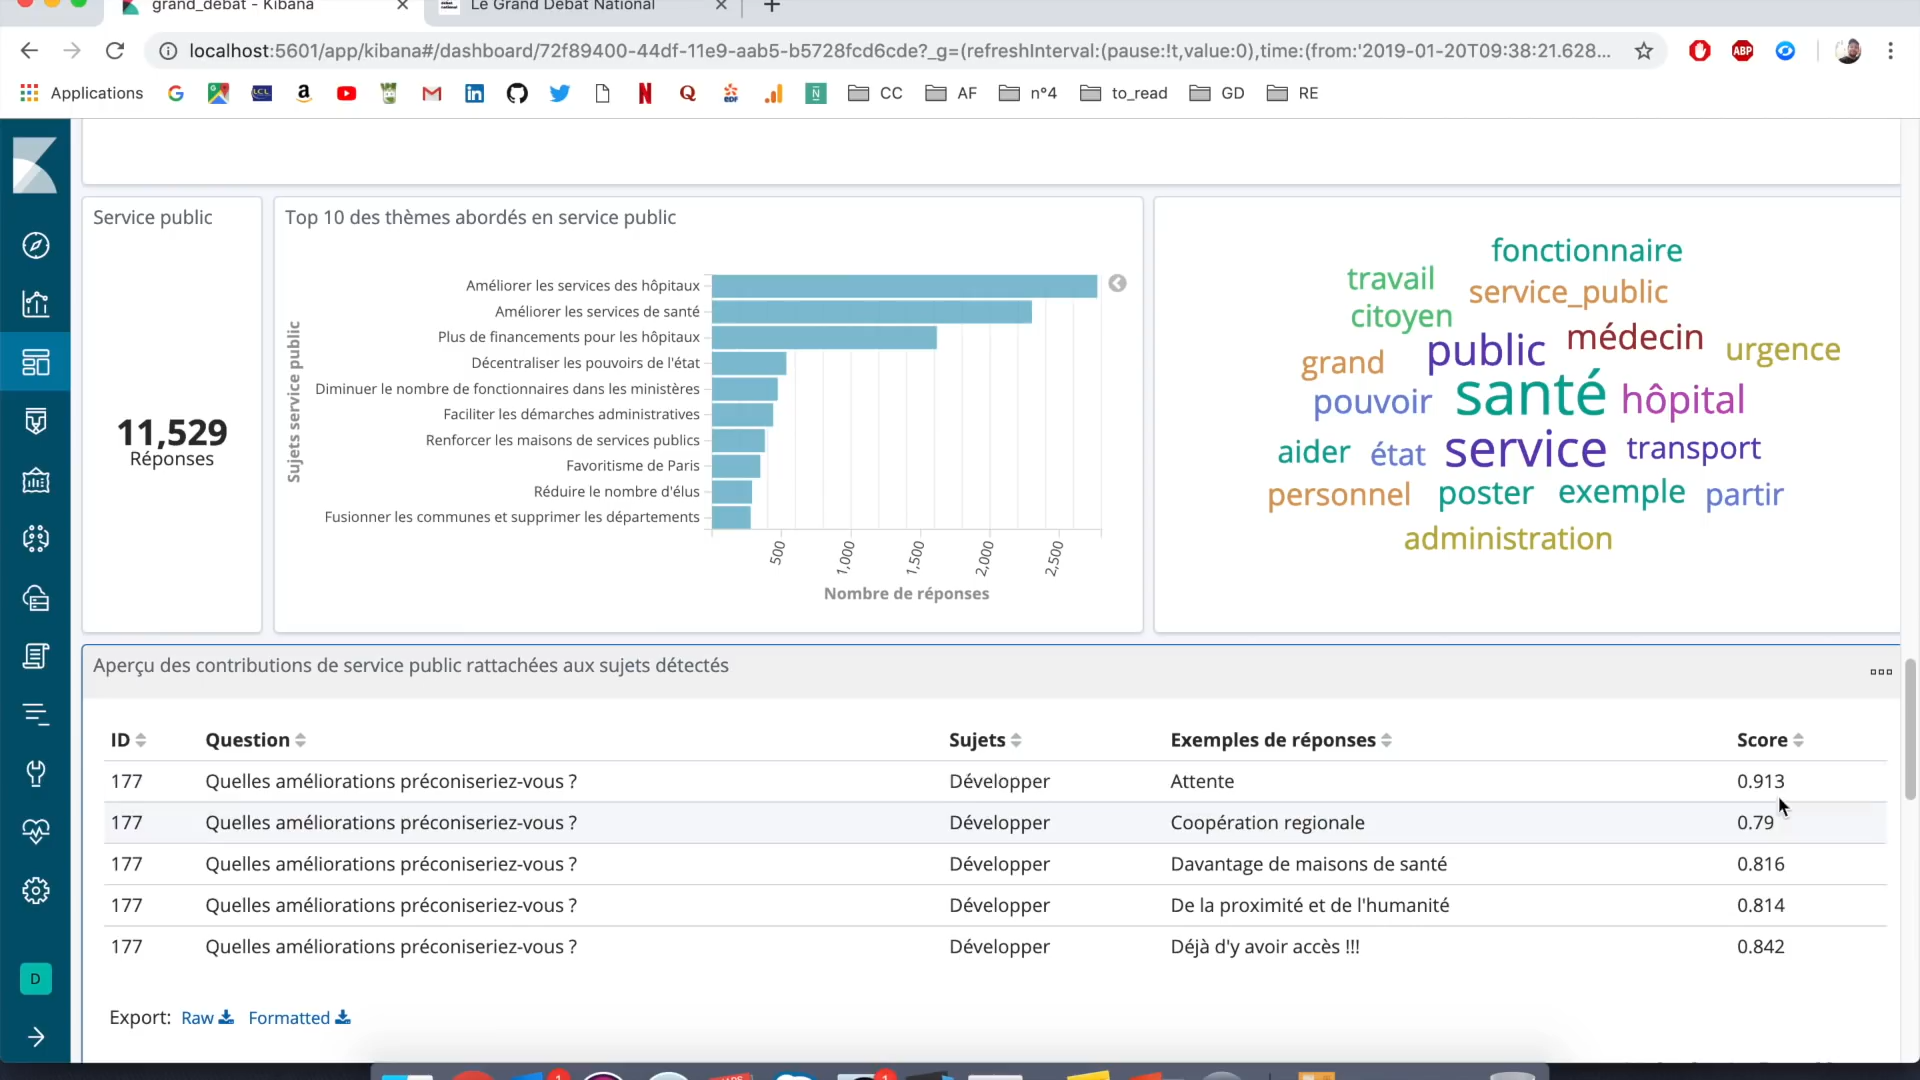 grand_debat - Kibana
Le Grand Débat National
localhost:5601/app/kibana#/dashboard/72f89400-44df-11e9-aab5-b5728fcd6cde?_g=(refreshInterval:(pause:!t,value:0),time:(from:'2019-01-20T09:38:21.628...
ABP
Applications
LCL
CC
AF
n°4
to_read
GD
RE
Service public
11,529
Réponses
Top 10 des thèmes abordés en service public
Sujets service public
Améliorer les services des hôpitaux
Améliorer les services de santé
Plus de financements pour les hôpitaux
Décentraliser les pouvoirs de l'état
Diminuer le nombre de fonctionnaires dans les ministères
Faciliter les démarches administratives
Renforcer les maisons de services publics
Favoritisme de Paris
Réduire le nombre d'élus
Fusionner les communes et supprimer les départements
500
1,000
1,500
2,000
2,500
Nombre de réponses
fonctionnaire
travail
service_public
citoyen
médecin
public
urgence
grand
santé
hôpital
pouvoir
service
transport
aider
état
personnel
poster
exemple
partir
administration
Aperçu des contributions de service public rattachées aux sujets détectés
ID Question Sujets Exemples de réponses Score
177 Quelles améliorations préconiseriez-vous ? Développer Attente 0.913
177 Quelles améliorations préconiseriez-vous ? Développer Coopération regionale 0.79
177 Quelles améliorations préconiseriez-vous ? Développer Davantage de maisons de santé 0.816
177 Quelles améliorations préconiseriez-vous ? Développer De la proximité et de l'humanité 0.814
177 Quelles améliorations préconiseriez-vous ? Développer Déjà d'y avoir accès !!! 0.842
D
Export: Raw Formatted